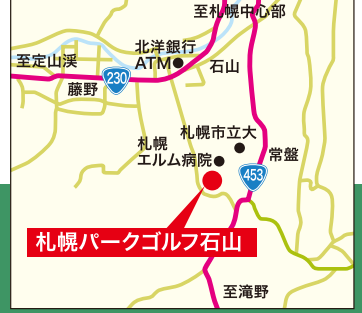 至札幌中心部
北洋銀行
ATM
至定山渓
石山
230
藤野
札幌市立大
札幌
エルム病院
常盤
453
札幌パークゴルフ石山
至滝野